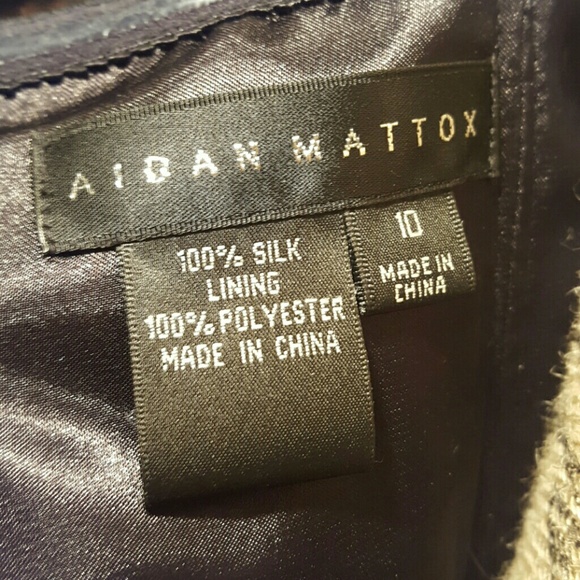 AIDAN MATTOX
100% SILK
LINING
100% POLYESTER
MADE IN CHINA
10
MADE IN
CHINA